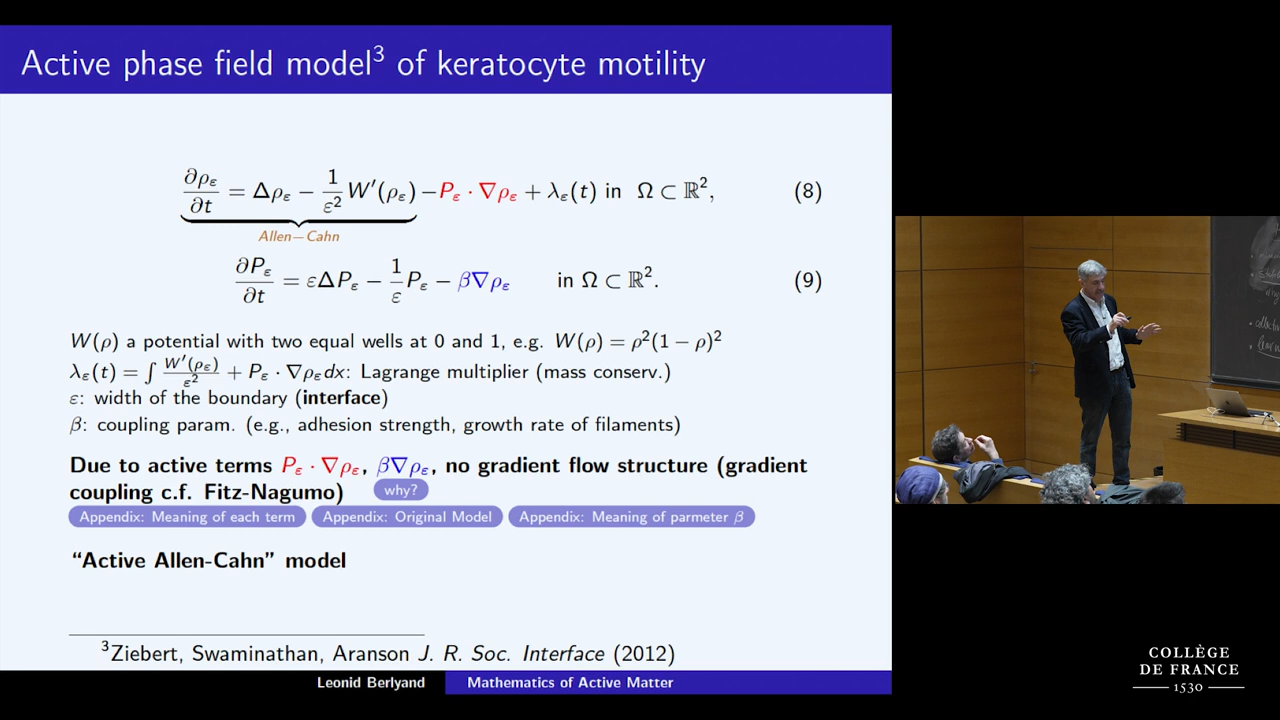 Active phase field model³ of keratocyte motility
∂ρ_ε/∂t = Δρ_ε − 1/ε² W′(ρ_ε) −P_ε · ∇ρ_ε + λ_ε(t) in Ω ⊂ ℝ², (8)
Allen−Cahn
∂P_ε/∂t = εΔP_ε − 1/ε P_ε − β∇ρ_ε in Ω ⊂ ℝ². (9)
W(ρ) a potential with two equal wells at 0 and 1, e.g. W(ρ) = ρ²(1 − ρ)²
λ_ε(t) = ∫ W′(ρ_ε)/ε² + P_ε · ∇ρ_ε dx: Lagrange multiplier (mass conserv.)
ε: width of the boundary (interface)
β: coupling param. (e.g., adhesion strength, growth rate of filaments)
Due to active terms P_ε · ∇ρ_ε, β∇ρ_ε, no gradient flow structure (gradient
coupling c.f. Fitz-Nagumo) why?
Appendix: Meaning of each term Appendix: Original Model Appendix: Meaning of parmeter β
“Active Allen-Cahn” model
³Ziebert, Swaminathan, Aranson J. R. Soc. Interface (2012)
Leonid Berlyand Mathematics of Active Matter
COLLÈGE
DE FRANCE
1530